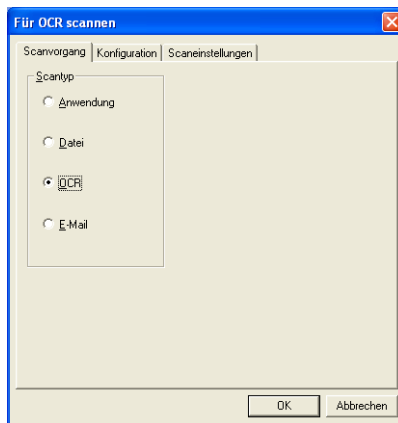 Für OCR scannen
Scanvorgang Konfiguration Scaneinstellungen
Scantyp
Anwendung
Datei
OCR
E-Mail
OK Abbrechen